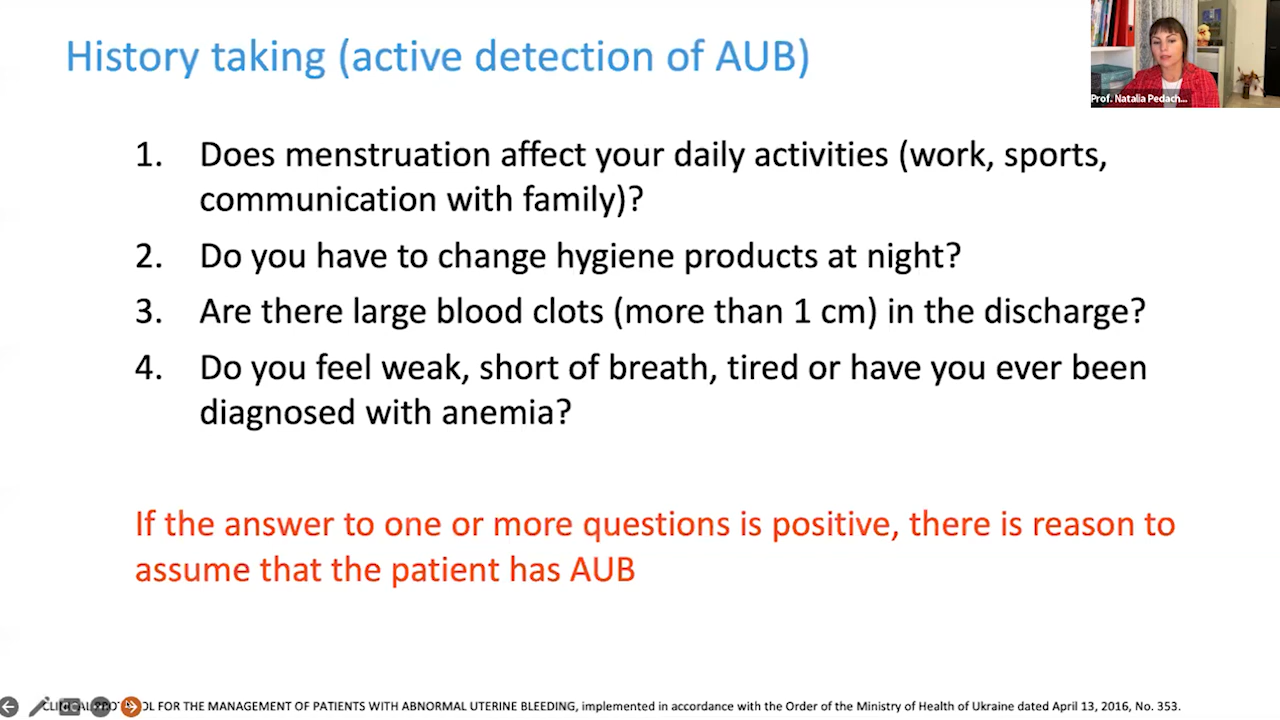 History taking (active detection of AUB)
Prof. Natalia Pedach...
1. Does menstruation affect your daily activities (work, sports,
communication with family)?
2. Do you have to change hygiene products at night?
3. Are there large blood clots (more than 1 cm) in the discharge?
4. Do you feel weak, short of breath, tired or have you ever been
diagnosed with anemia?
If the answer to one or more questions is positive, there is reason to
assume that the patient has AUB
FOR THE MANAGEMENT OF PATIENTS WITH ABNORMAL UTERINE BLEEDING, implemented in accordance with the Order of the Ministry of Health of Ukraine dated April 13, 2016, No. 353.